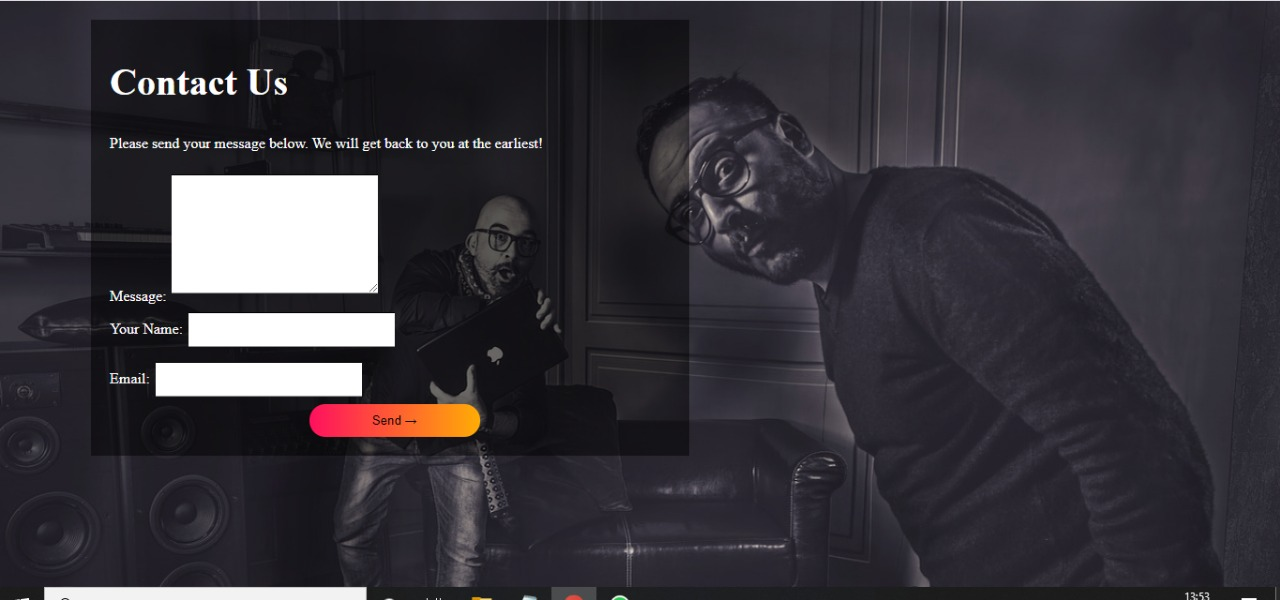 Contact Us
Please send your message below. We will get back to you at the earliest!
Message:
Your Name:
Email:
Send →
13:53